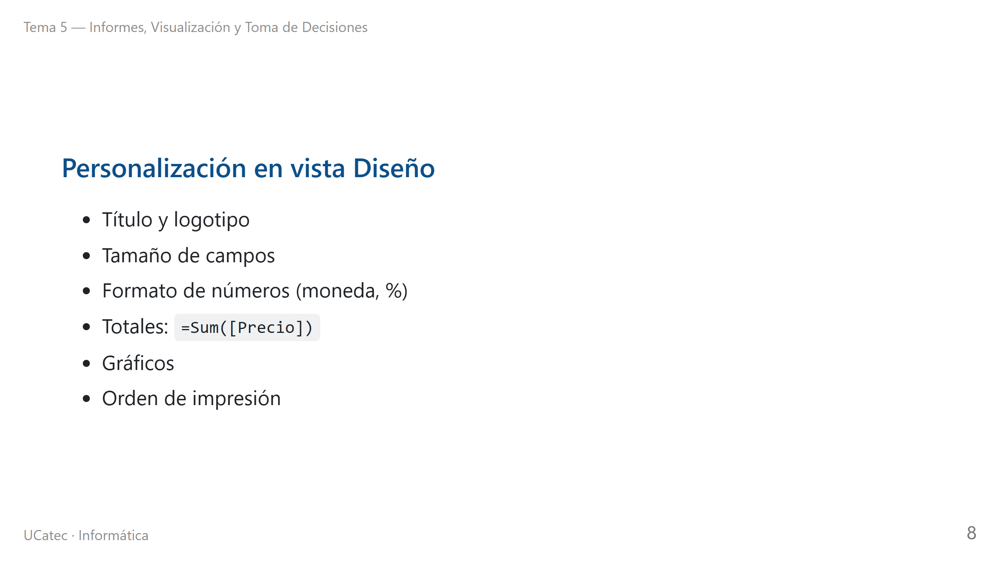 Tema 5 — Informes, Visualización y Toma de Decisiones
Personalización en vista Diseño
• Título y logotipo
• Tamaño de campos
• Formato de números (moneda, %)
• Totales: =Sum([Precio])
• Gráficos
• Orden de impresión
UCatec · Informática
8